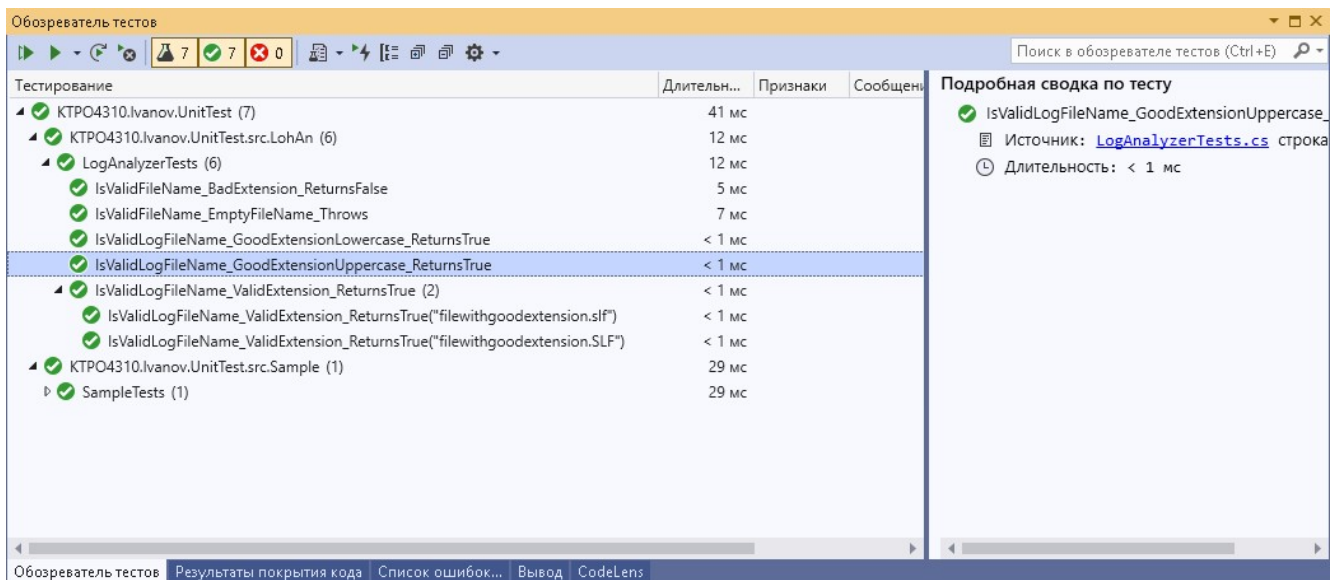 Обозреватель тестов
7 7 0 Поиск в обозревателе тестов (Ctrl+E)
Тестирование Длительн... Признаки Сообщени
KTPO4310.Ivanov.UnitTest (7) 41 мс
KTPO4310.Ivanov.UnitTest.src.LohAn (6) 12 мс
LogAnalyzerTests (6) 12 мс
IsValidFileName_BadExtension_ReturnsFalse 5 мс
IsValidFileName_EmptyFileName_Throws 7 мс
IsValidLogFileName_GoodExtensionLowercase_ReturnsTrue < 1 мс
IsValidLogFileName_GoodExtensionUppercase_ReturnsTrue < 1 мс
IsValidLogFileName_ValidExtension_ReturnsTrue (2) < 1 мс
IsValidLogFileName_ValidExtension_ReturnsTrue("filewithgoodextension.slf") < 1 мс
IsValidLogFileName_ValidExtension_ReturnsTrue("filewithgoodextension.SLF") < 1 мс
KTPO4310.Ivanov.UnitTest.src.Sample (1) 29 мс
SampleTests (1) 29 мс
Подробная сводка по тесту
IsValidLogFileName_GoodExtensionUppercase_
Источник: LogAnalyzerTests.cs строка
Длительность: < 1 мс
Обозреватель тестов Результаты покрытия кода Список ошибок... Вывод CodeLens